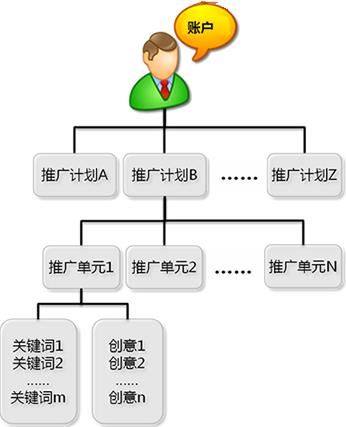 账户
推广计划A
推广计划B
......
推广计划Z
推广单元1
推广单元2
......
推广单元N
关键词1
关键词2
......
关键词m
创意1
创意2
......
创意n